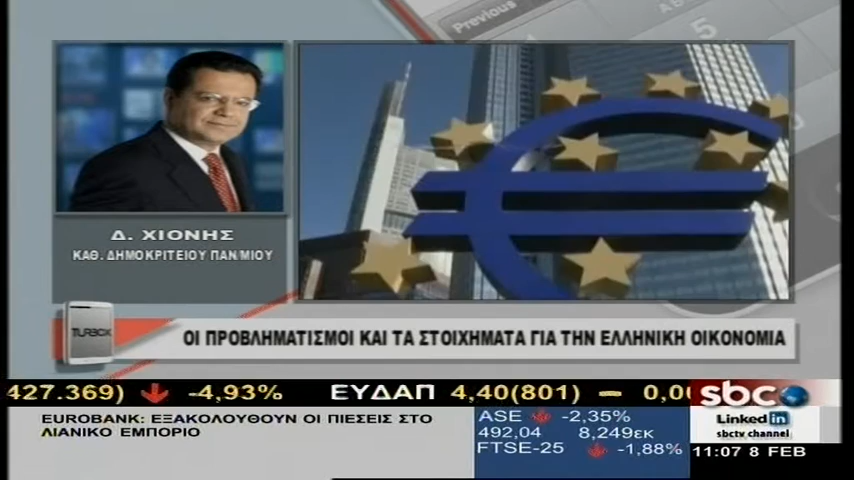 Previous
5
Δ. ΧΙΟΝΗΣ
ΚΑΘ. ΔΗΜΟΚΡΙΤΕΙΟΥ ΠΑΝ/ΜΙΟΥ
TURBOX
ΟΙ ΠΡΟΒΛΗΜΑΤΙΣΜΟΙ ΚΑΙ ΤΑ ΣΤΟΙΧΗΜΑΤΑ ΓΙΑ ΤΗΝ ΕΛΛΗΝΙΚΗ ΟΙΚΟΝΟΜΙΑ
427.369) -4,93% ΕΥΔΑΠ 4,40(801) 0,0
sbc
EUROBANK: ΕΞΑΚΟΛΟΥΘΟΥΝ ΟΙ ΠΙΕΣΕΙΣ ΣΤΟ
ΛΙΑΝΙΚΟ ΕΜΠΟΡΙΟ
ASE -2,35%
492,04 8,249εκ
FTSE-25 -1,88%
Linked in
sbctv channel
11:07 8 FEB